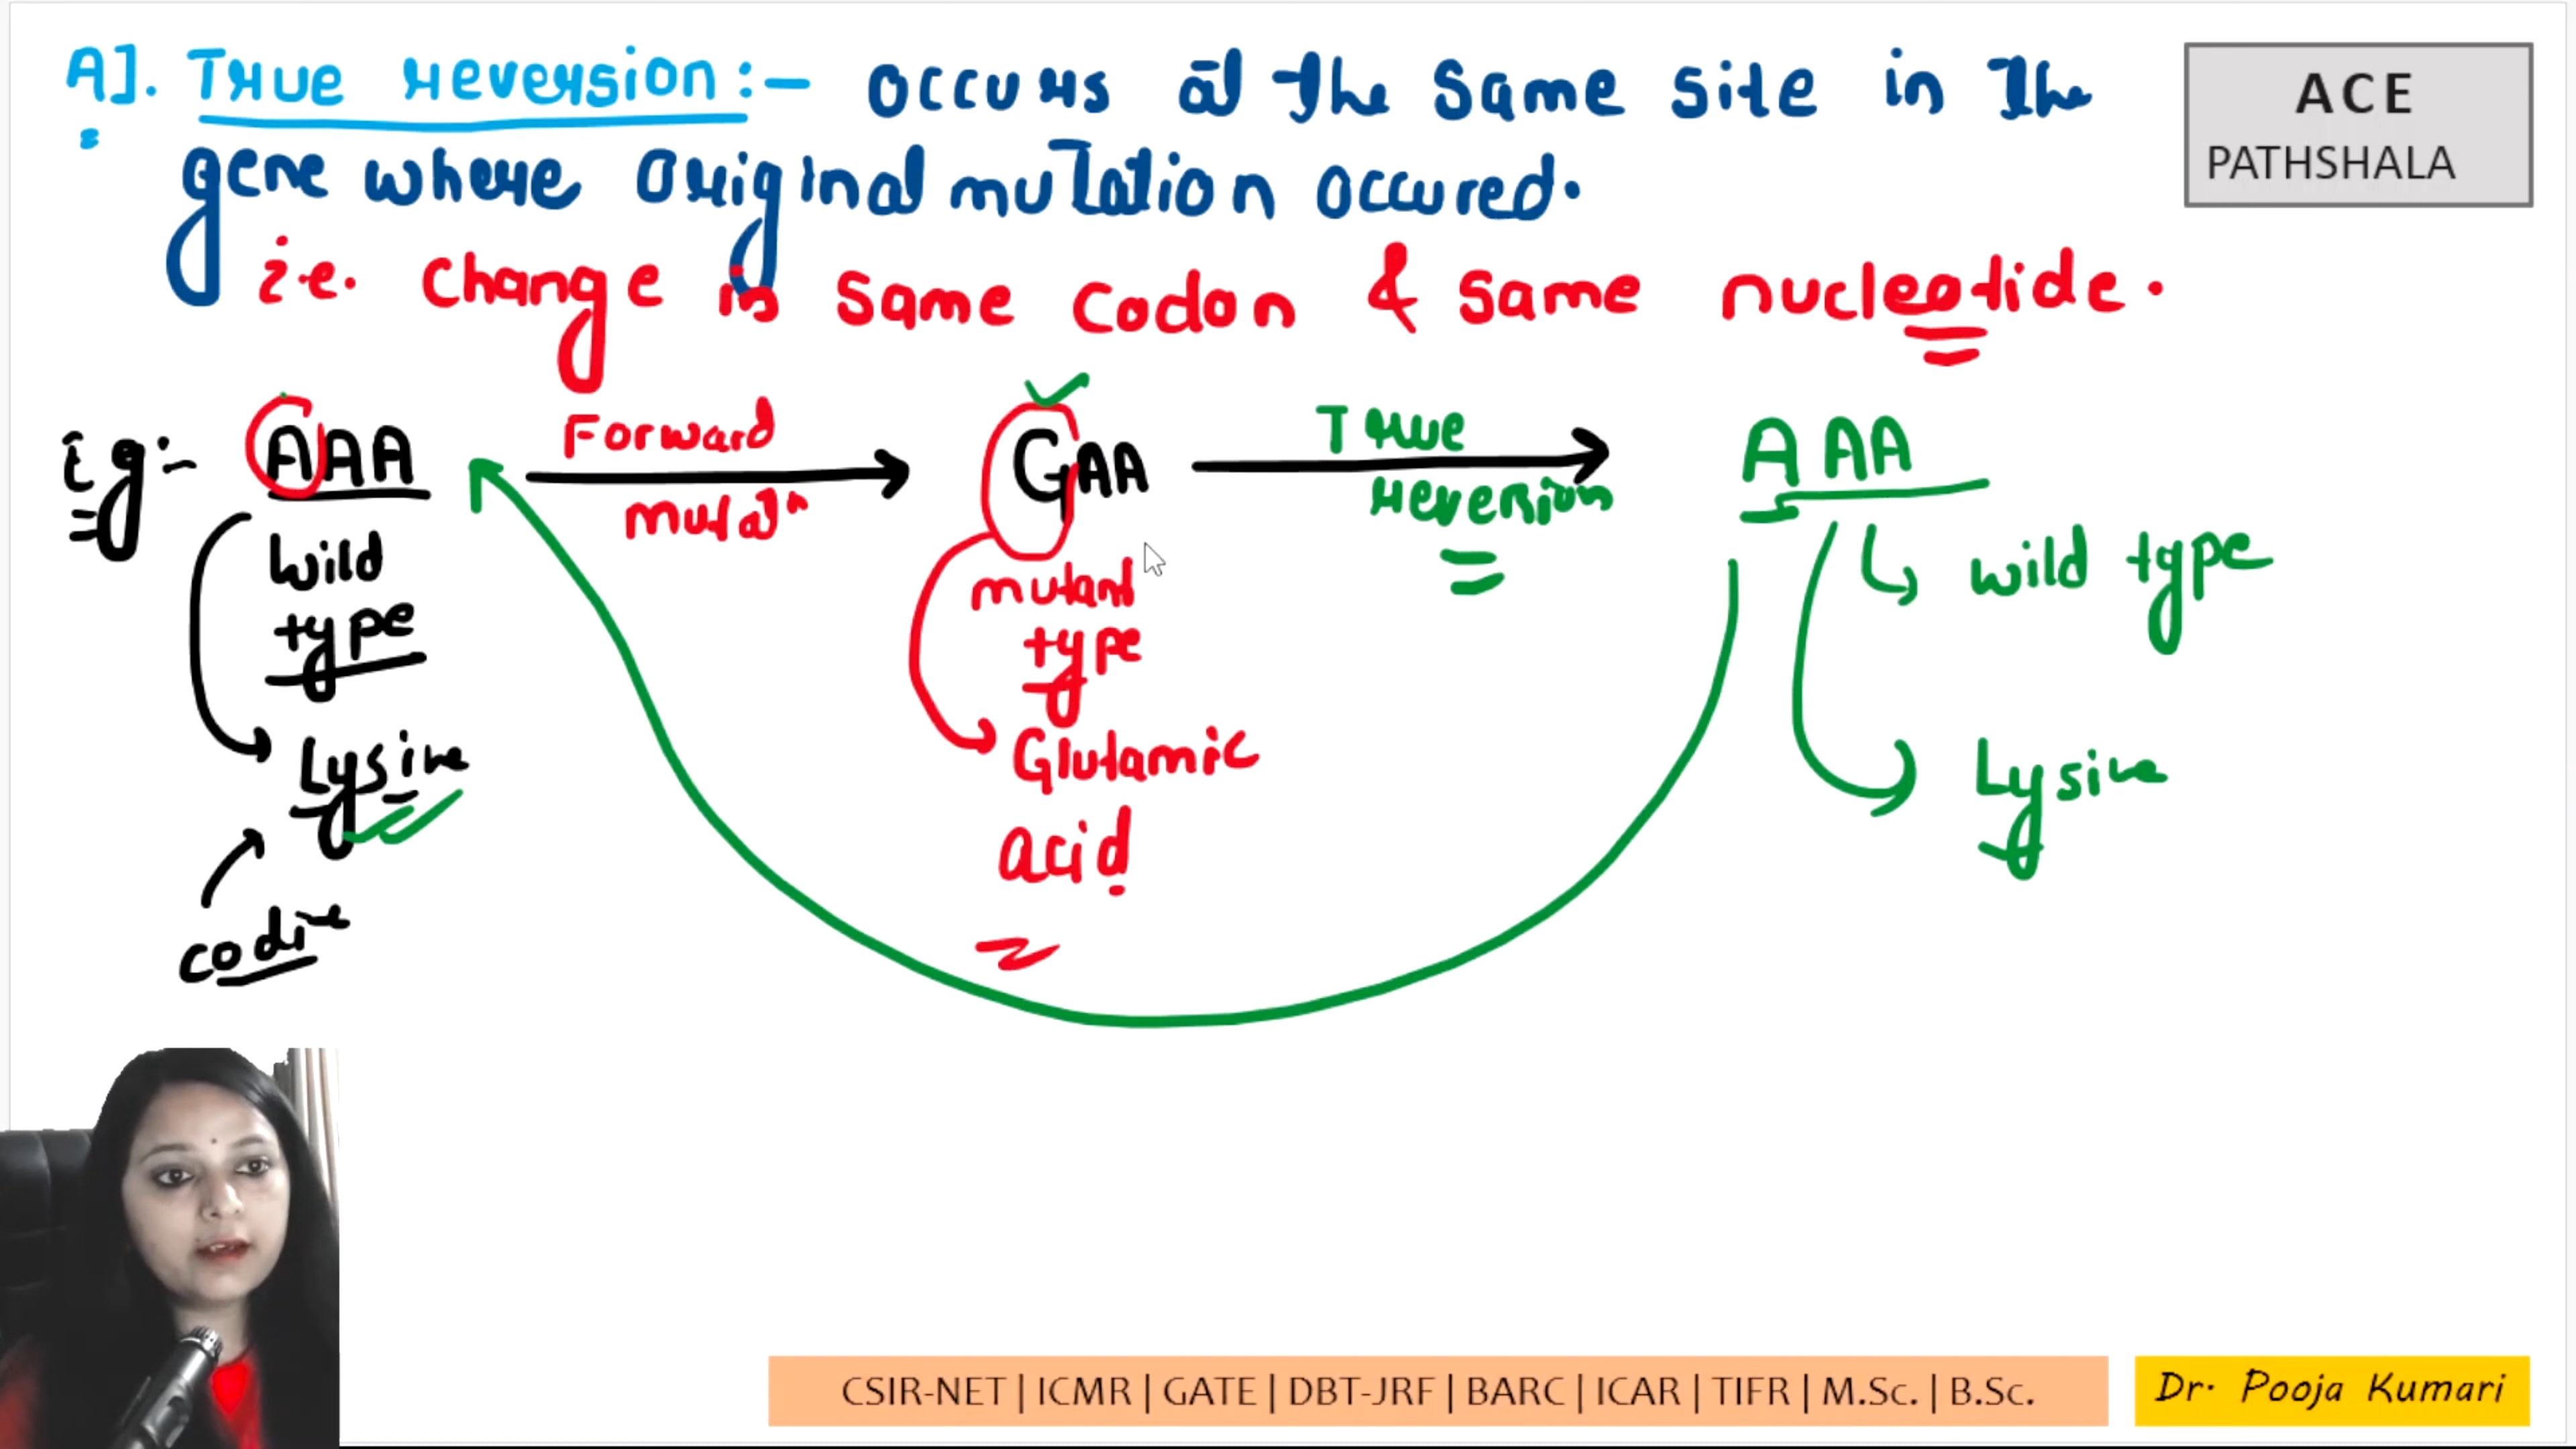 A]. True reversion:- occurs at the same site in the
gene where original mutation occured.
i.e. change in same codon & same nucleotide.
ACE
PATHSHALA
Eg:- AAA
Forward
mutatn
GAA
True
reversion
AAA
wild
type
mutant
type
wild type
Lysine
Glutamic
acid
Lysine
CSIR-NET | ICMR | GATE | DBT-JRF | BARC | ICAR | TIFR | M.Sc. | B.Sc.
Dr. Pooja Kumari